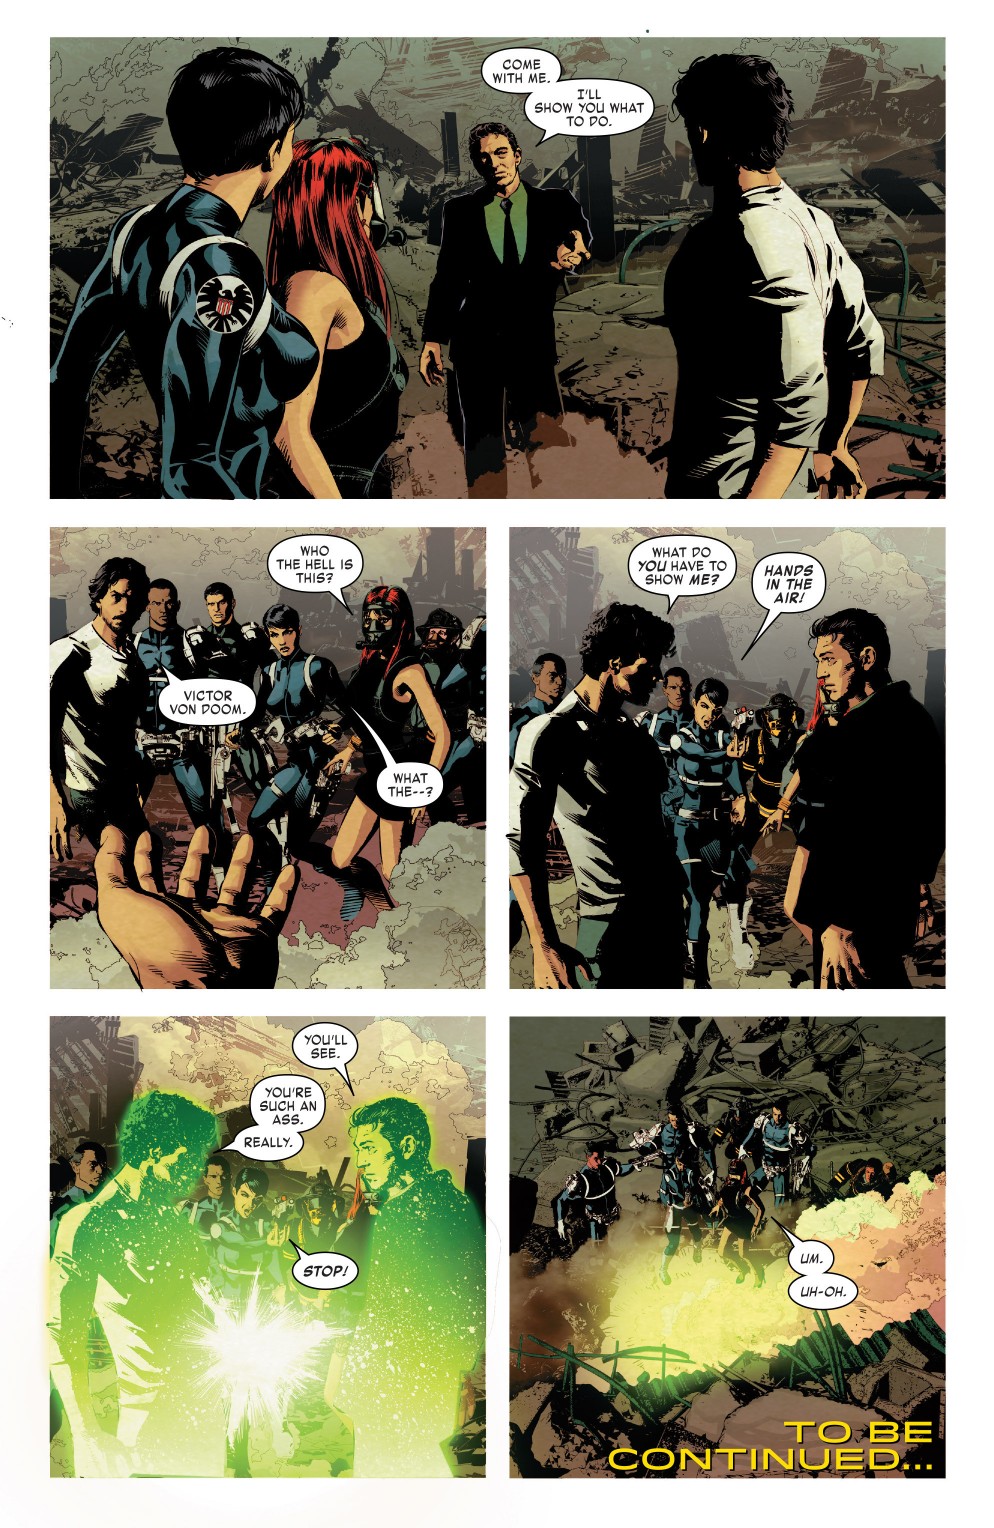 COME
WITH ME.
I'LL
SHOW YOU WHAT
TO DO.
WHO
THE HELL IS
THIS?
VICTOR
VON DOOM.
WHAT
THE--?
WHAT DO
YOU HAVE TO
SHOW ME?
HANDS
IN THE
AIR!
YOU'LL
SEE.
YOU'RE
SUCH AN
ASS.
REALLY.
STOP!
UM.
UH-OH.
TO BE
CONTINUED...